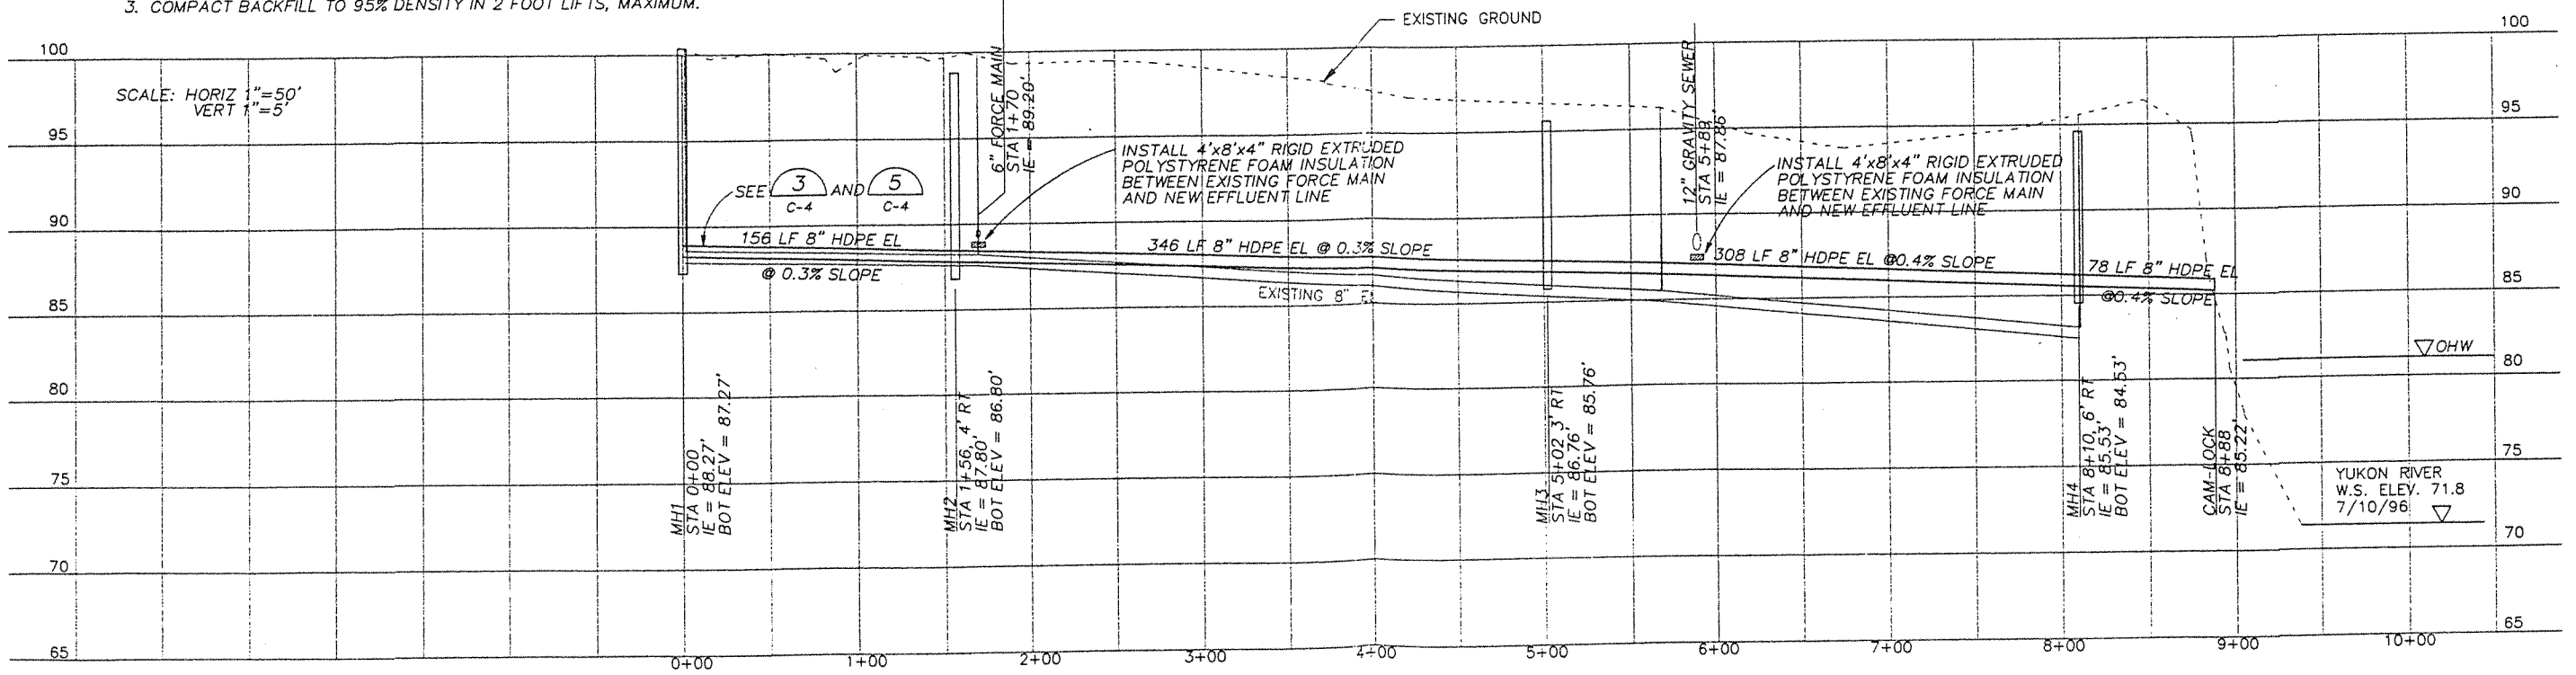 3. COMPACT BACKFILL TO 95% DENSITY IN 2 FOOT LIFTS, MAXIMUM.
EXISTING GROUND
100
100
SCALE: HORIZ 1"=50'
VERT 1"=5'
6" FORCE MAIN
STA 1+70
IE = 89.20'
12" GRAVITY SEWER
STA 5+89
IE = 87.86'
95
95
INSTALL 4'x8'x4" RIGID EXTRUDED
POLYSTYRENE FOAM INSULATION
BETWEEN EXISTING FORCE MAIN
AND NEW EFFLUENT LINE
INSTALL 4'x8'x4" RIGID EXTRUDED
POLYSTYRENE FOAM INSULATION
BETWEEN EXISTING FORCE MAIN
AND NEW EFFLUENT LINE
SEE 3 C-4 AND 5 C-4
90
90
156 LF 8" HDPE EL
@ 0.3% SLOPE
346 LF 8" HDPE EL @ 0.3% SLOPE
308 LF 8" HDPE EL @0.4% SLOPE
78 LF 8" HDPE EL
@0.4% SLOPE
EXISTING 8" EL
85
85
OHW
80
80
MH1
STA 0+00
IE = 88.27'
BOT ELEV = 87.27'
MH2
STA 1+56, 4' RT
IE = 87.80'
BOT ELEV = 86.80'
MH3
STA 5+02 3' RT
IE = 86.76'
BOT ELEV = 85.76'
MH4
STA 8+10, 6' RT
IE = 85.53'
BOT ELEV = 84.53'
CAM-LOCK
STA 8+88
IE = 85.22'
75
75
YUKON RIVER
W.S. ELEV. 71.8
7/10/96
70
70
65
65
0+00 1+00 2+00 3+00 4+00 5+00 6+00 7+00 8+00 9+00 10+00